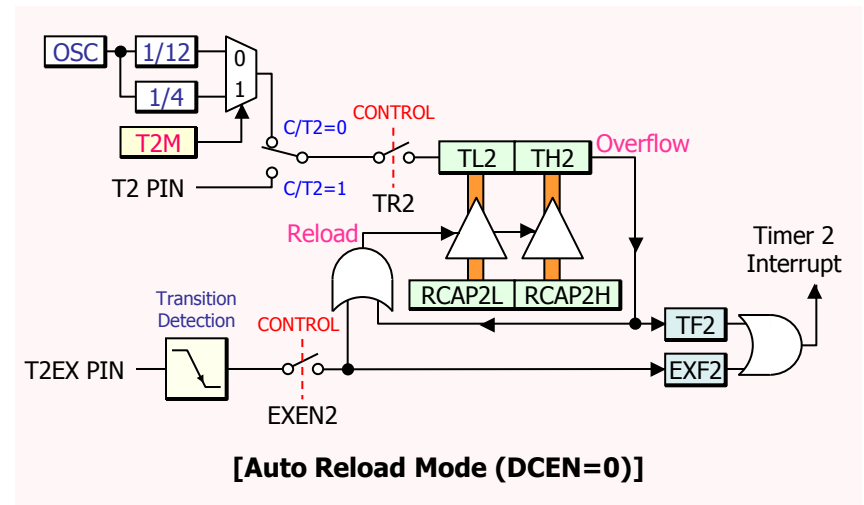 OSC
1/12
0
1/4
1
CONTROL
T2M
C/T2=0
TL2
TH2
Overflow
T2 PIN
C/T2=1
TR2
Reload
Timer 2
Interrupt
RCAP2L
RCAP2H
Transition
Detection
CONTROL
TF2
T2EX PIN
EXF2
EXEN2
[Auto Reload Mode (DCEN=0)]